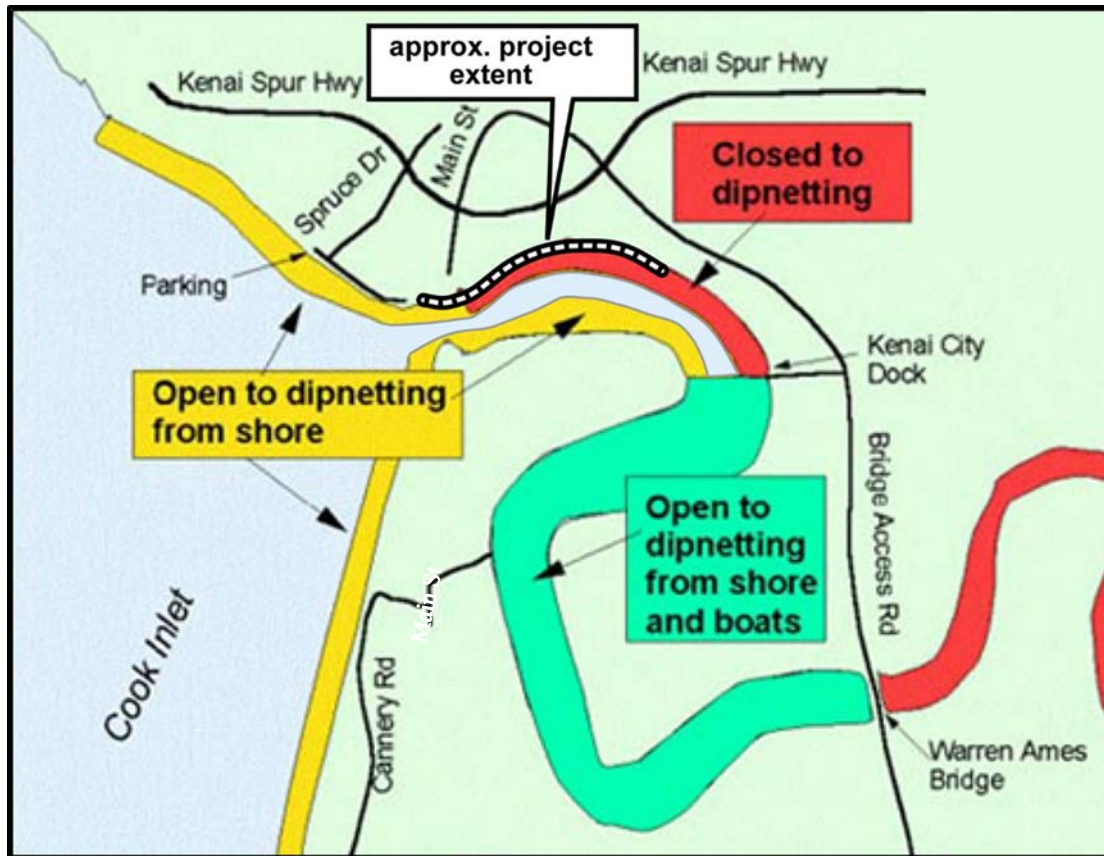 approx. project
extent
Kenai Spur Hwy
Kenai Spur Hwy
Main St
Spruce Dr
Closed to
dipnetting
Parking
Kenai City
Dock
Open to dipnetting
from shore
Bridge Access Rd
Open to
dipnetting
from shore
and boats
Main St
Cook Inlet
Cannery Rd
Warren Ames
Bridge